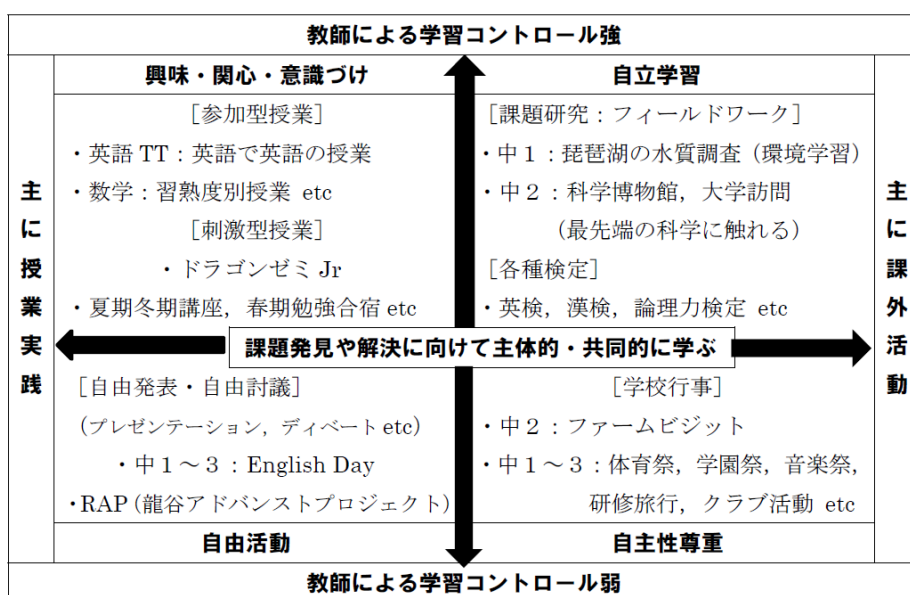 教師による学習コントロール強
興味・関心・意識づけ
［参加型授業］
・英語 TT：英語で英語の授業
・数学：習熟度別授業 etc
［刺激型授業］
・ドラゴンゼミ Jr
・夏期冬期講座，春期勉強合宿 etc
自立学習
［課題研究：フィールドワーク］
・中１：琵琶湖の水質調査（環境学習）
・中２：科学博物館，大学訪問
（最先端の科学に触れる）
［各種検定］
・英検，漢検，論理力検定 etc
主に授業実践
課題発見や解決に向けて主体的・共同的に学ぶ
主に課外活動
［自由発表・自由討議］
（プレゼンテーション，ディベート etc）
・中１～３：English Day
・RAP（龍谷アドバンストプロジェクト）
自由活動
［学校行事］
・中２：ファームビジット
・中１～３：体育祭，学園祭，音楽祭，
研修旅行，クラブ活動 etc
自主性尊重
教師による学習コントロール弱